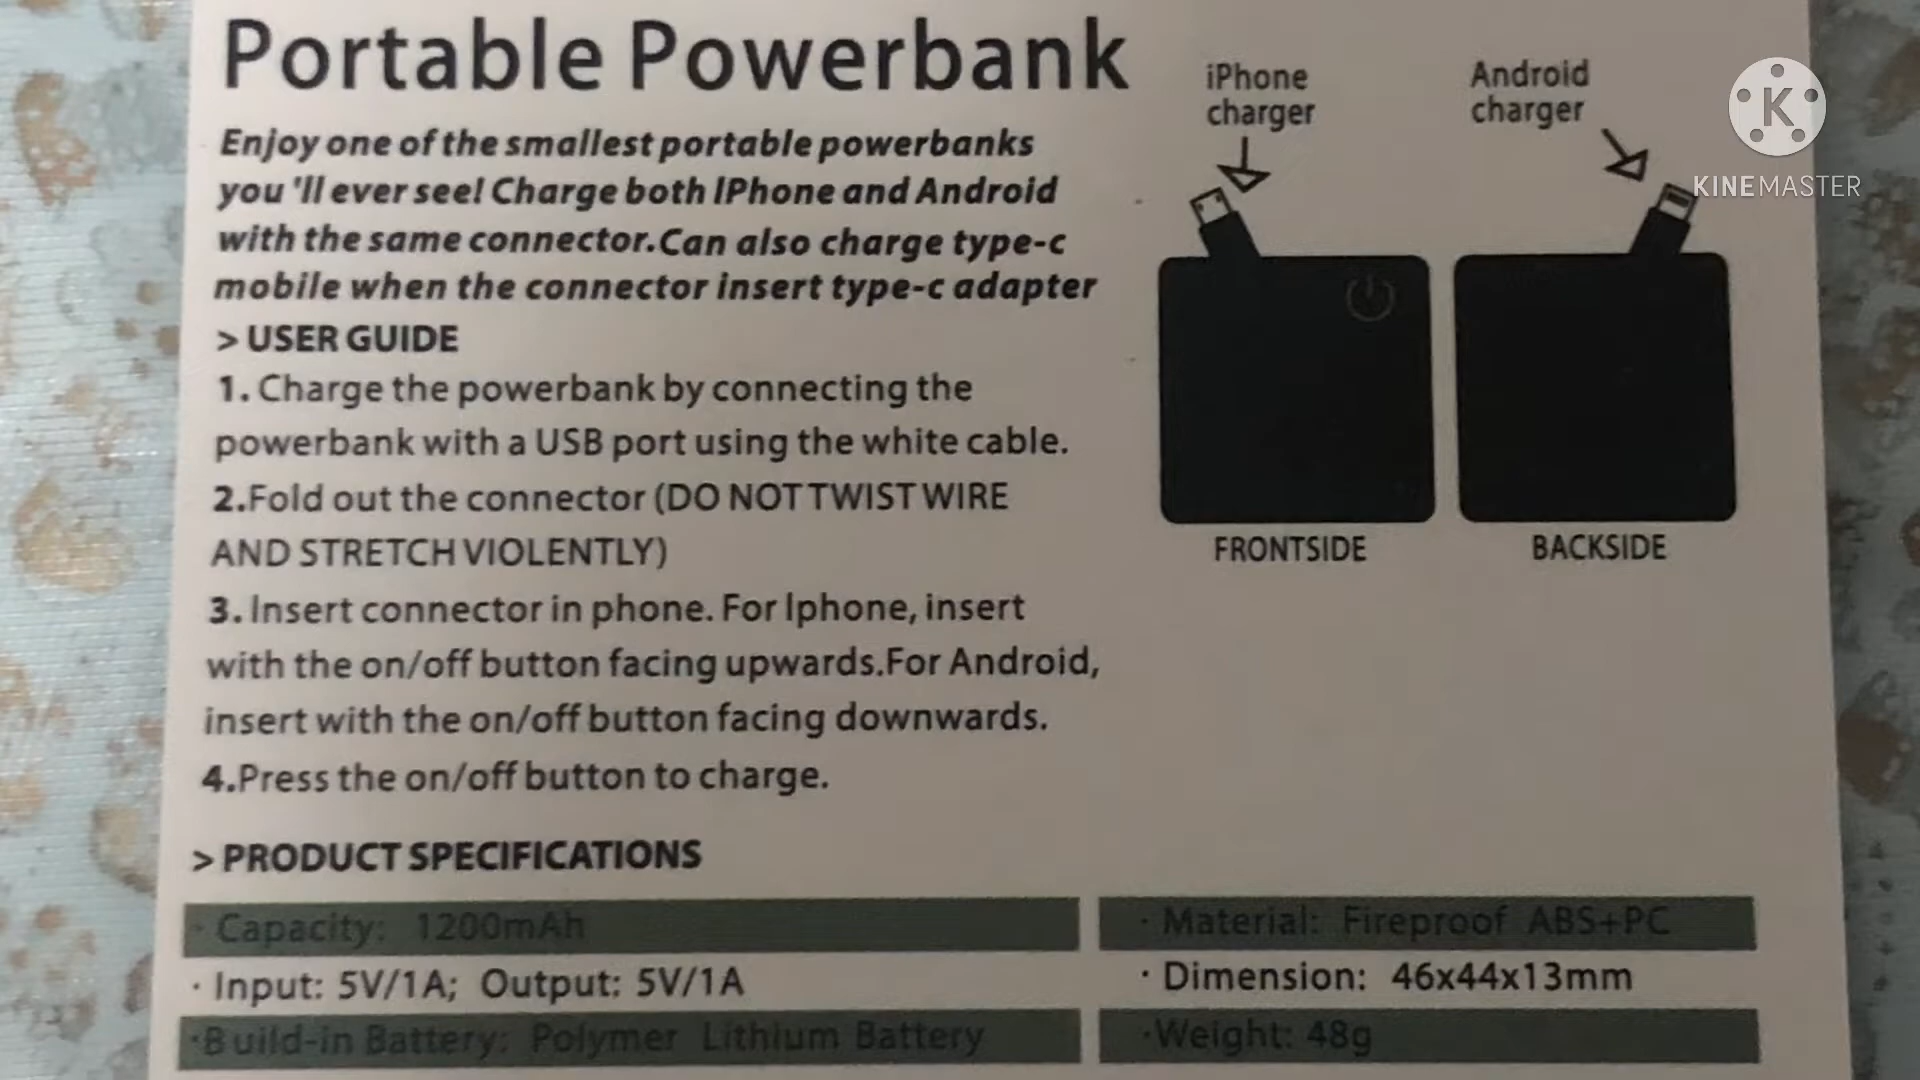 Portable Powerbank
Enjoy one of the smallest portable powerbanks
you 'll ever see! Charge both IPhone and Android
with the same connector.Can also charge type-c
mobile when the connector insert type-c adapter
> USER GUIDE
1. Charge the powerbank by connecting the
powerbank with a USB port using the white cable.
2.Fold out the connector (DO NOT TWIST WIRE
AND STRETCH VIOLENTLY)
3. Insert connector in phone. For Iphone, insert
with the on/off button facing upwards.For Android,
insert with the on/off button facing downwards.
4.Press the on/off button to charge.
iPhone
charger
Android
charger
FRONTSIDE
BACKSIDE
K
KINEMASTER
> PRODUCT SPECIFICATIONS
· Capacity: 1200mAh
· Input: 5V/1A; Output: 5V/1A
·Build-in Battery: Polymer Lithium Battery
· Material: Fireproof ABS+PC
· Dimension: 46x44x13mm
·Weight: 48g